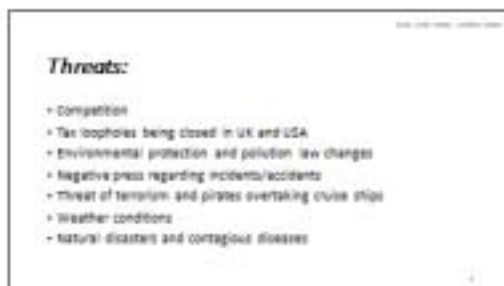 Threats:
• Competition
• Tax loopholes being closed in UK and USA
• Environmental protection and pollution law changes
• Negative press regarding incidents/accidents
• Threat of terrorism and pirates overtaking cruise ships
• Weather conditions
• Natural disasters and contagious diseases